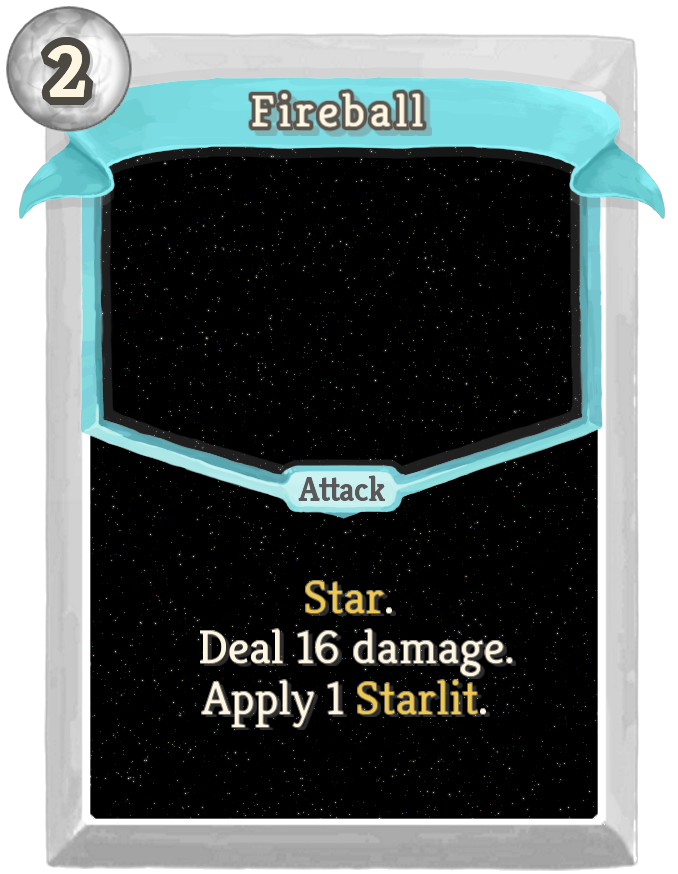 2
Fireball
Attack
Star.
Deal 16 damage.
Apply 1 Starlit.